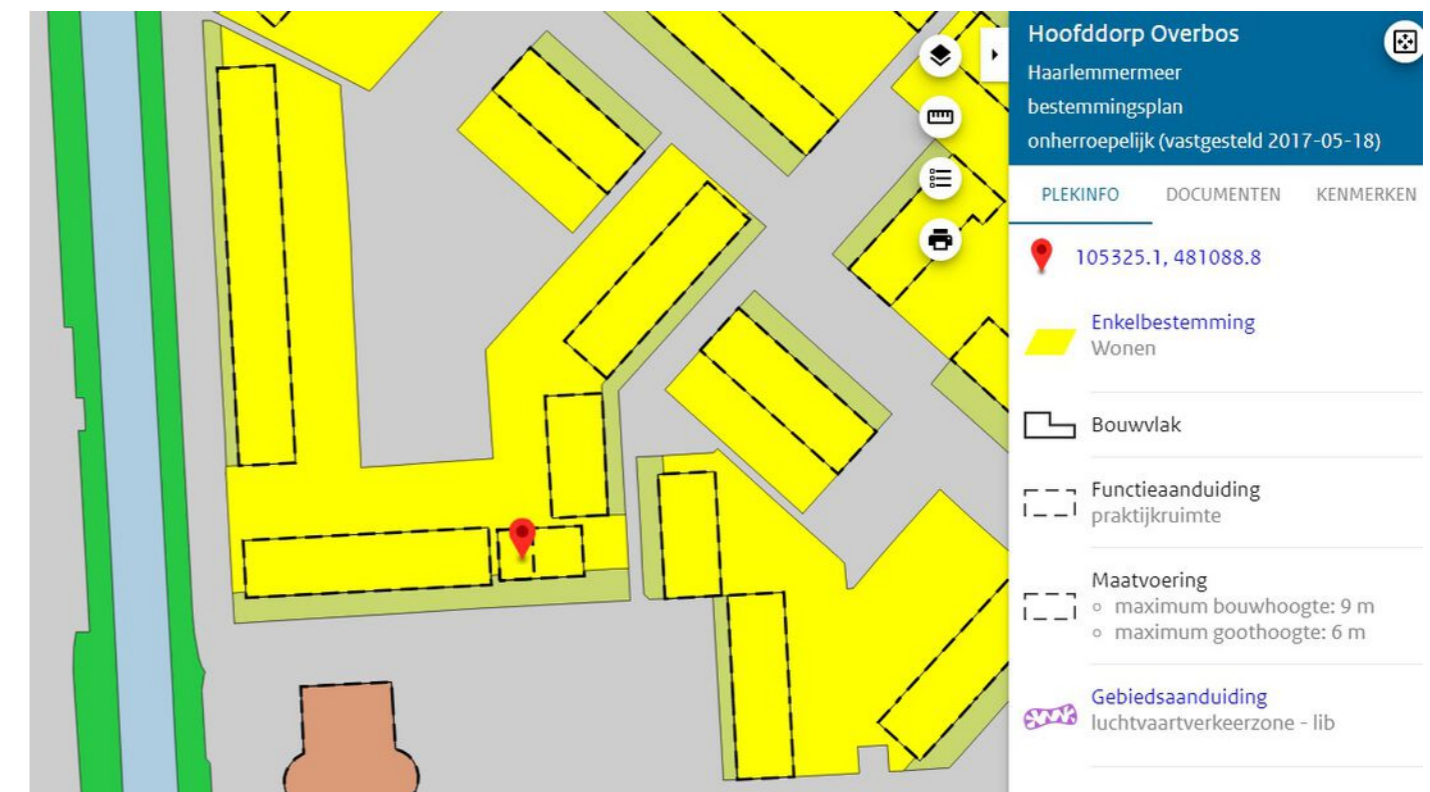 Hoofddorp Overbos
Haarlemmermeer
bestemmingsplan
onherroepelijk (vastgesteld 2017-05-18)
PLEKINFO DOCUMENTEN KENMERKEN
105325.1, 481088.8
Enkelbestemming
Wonen
Bouwvlak
Functieaanduiding
praktijkruimte
Maatvoering
maximum bouwhoogte: 9 m
maximum goothoogte: 6 m
Gebiedsaanduiding
luchtvaartverkeerzone - lib